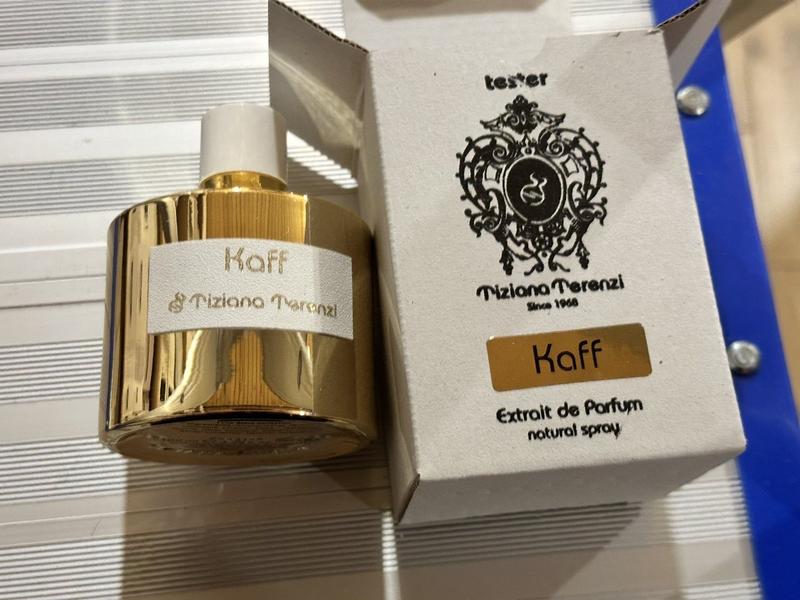 Kaff
Tiziana Terenzi
tester
Tiziana Terenzi
Since 1968
Kaff
Extrait de Parfum
natural spray